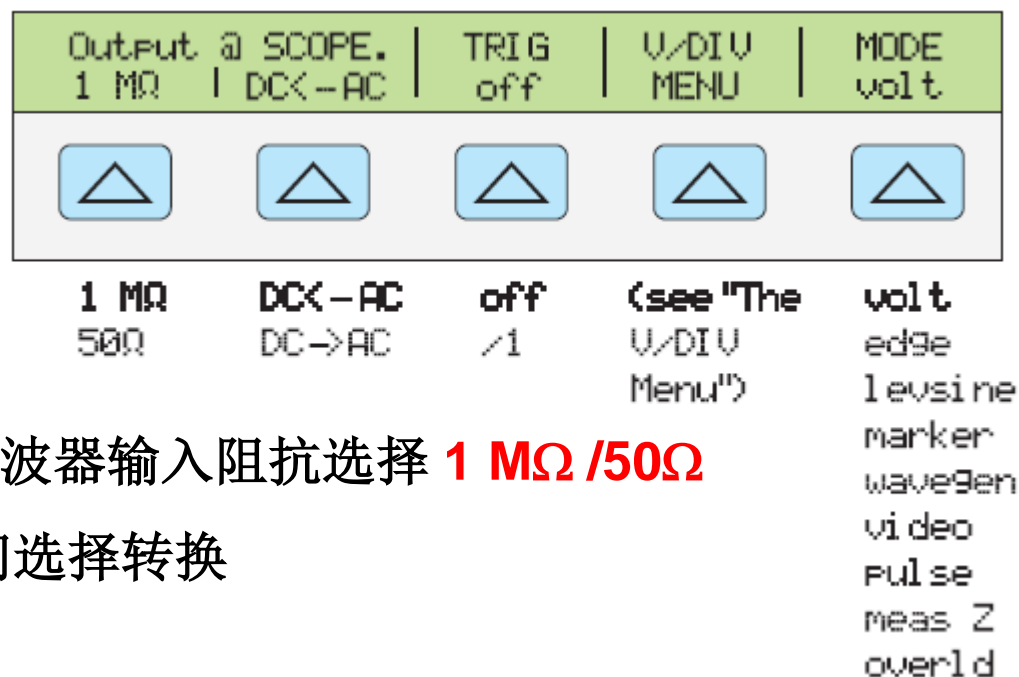 Output @ SCOPE. | TRIG | V/DIV | MODE
1 MΩ | DC<-AC | off | MENU | volt
1 MΩ DC<-AC off (see "The volt
50Ω DC->AC /1 V/DIV edge
Menu") levsine
marker
波器输入阻抗选择 1 MΩ /50Ω
wavegen
video
选择转换
pulse
meas Z
overld